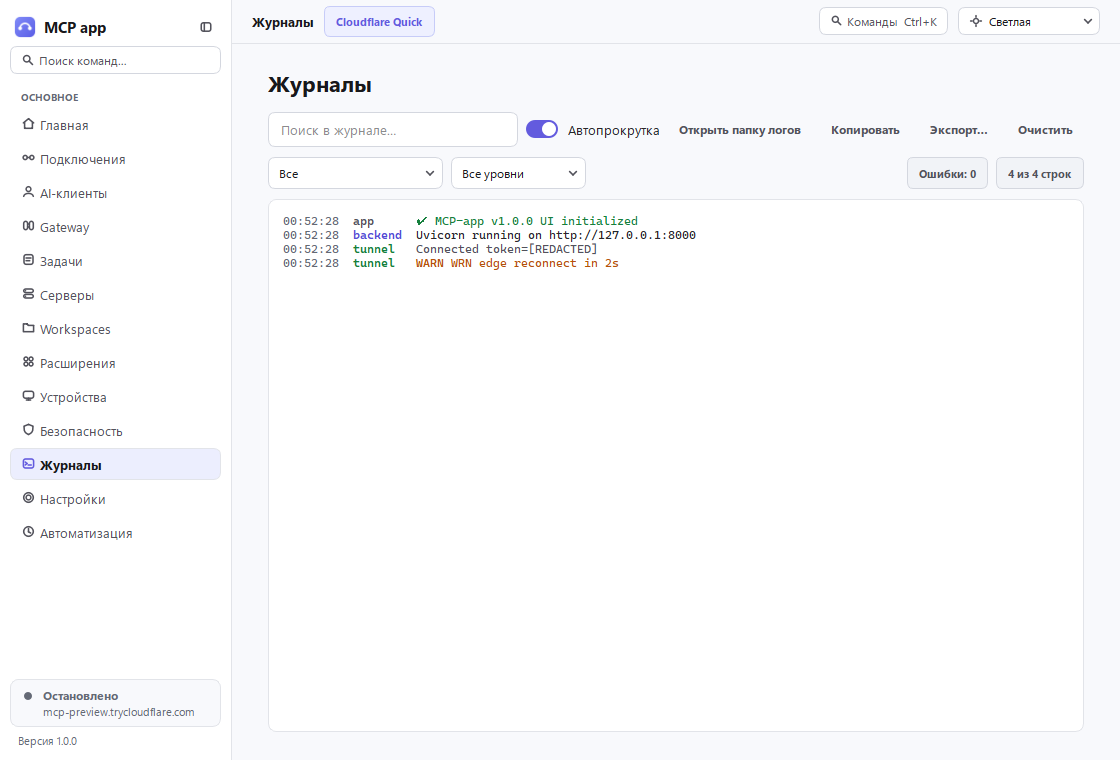 MCP app
Поиск команд...
ОСНОВНОЕ
Главная
Подключения
AI-клиенты
Gateway
Задачи
Серверы
Workspaces
Расширения
Устройства
Безопасность
Журналы
Настройки
Автоматизация
Остановлено
mcp-preview.trycloudflare.com
Версия 1.0.0
Журналы Cloudflare Quick Команды Ctrl+K Светлая
Журналы
Поиск в журнале... Автопрокрутка Открыть папку логов Копировать Экспорт... Очистить
Все Все уровни Ошибки: 0 4 из 4 строк
00:52:28 app ✔ MCP-app v1.0.0 UI initialized
00:52:28 backend Uvicorn running on http://127.0.0.1:8000
00:52:28 tunnel Connected token=[REDACTED]
00:52:28 tunnel WARN WRN edge reconnect in 2s